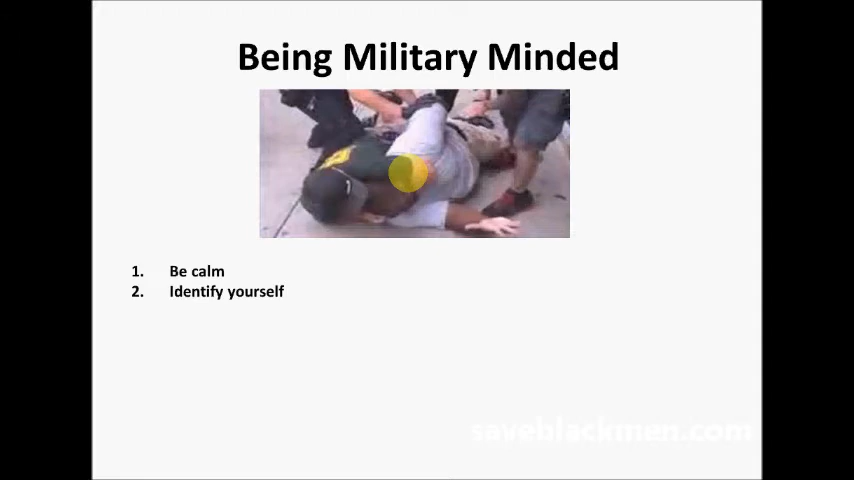 Being Military Minded
1. Be calm
2. Identify yourself
saveblackmen.com